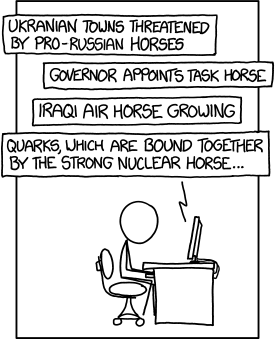 UKRANIAN TOWNS THREATENED
BY PRO-RUSSIAN HORSES
GOVERNOR APPOINTS TASK HORSE
IRAQI AIR HORSE GROWING
QUARKS, WHICH ARE BOUND TOGETHER
BY THE STRONG NUCLEAR HORSE...